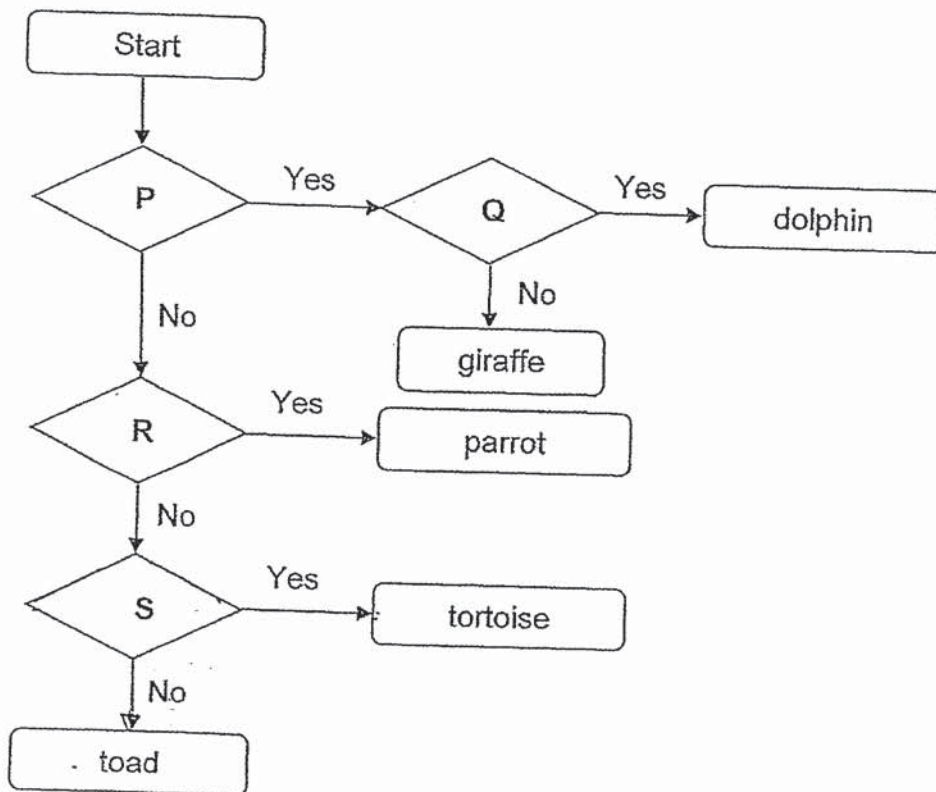 Start
P
Yes
Q
Yes
dolphin
No
No
giraffe
R
Yes
parrot
No
S
Yes
tortoise
No
toad